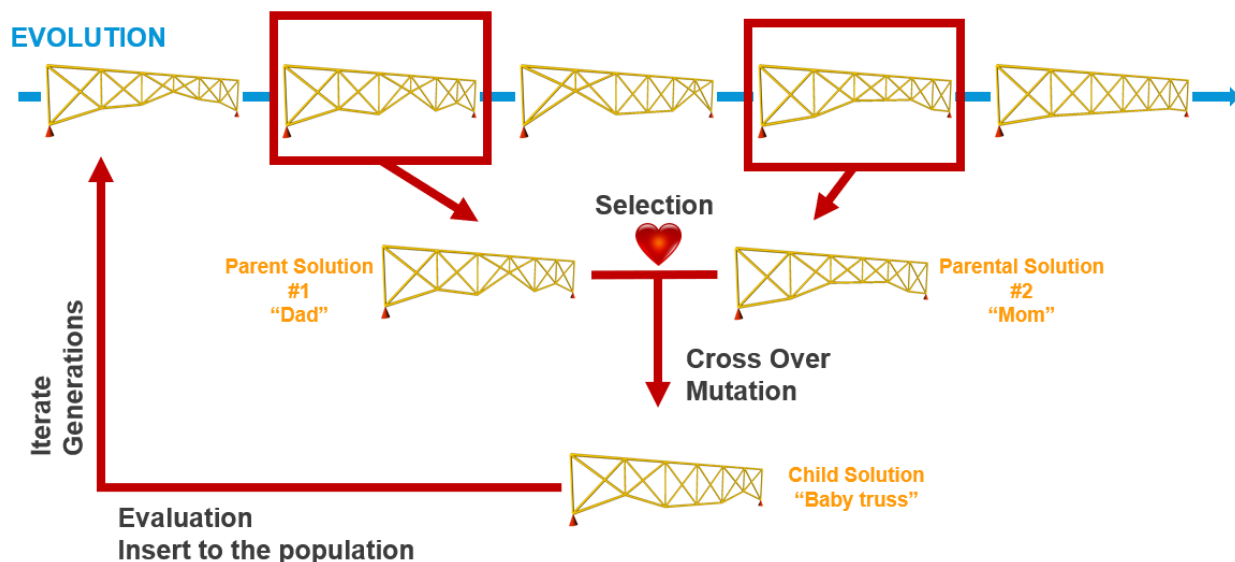 EVOLUTION
Selection
Parent Solution
#1
“Dad”
Parental Solution
#2
“Mom”
Cross Over
Mutation
Iterate
Generations
Child Solution
“Baby truss”
Evaluation
Insert to the population